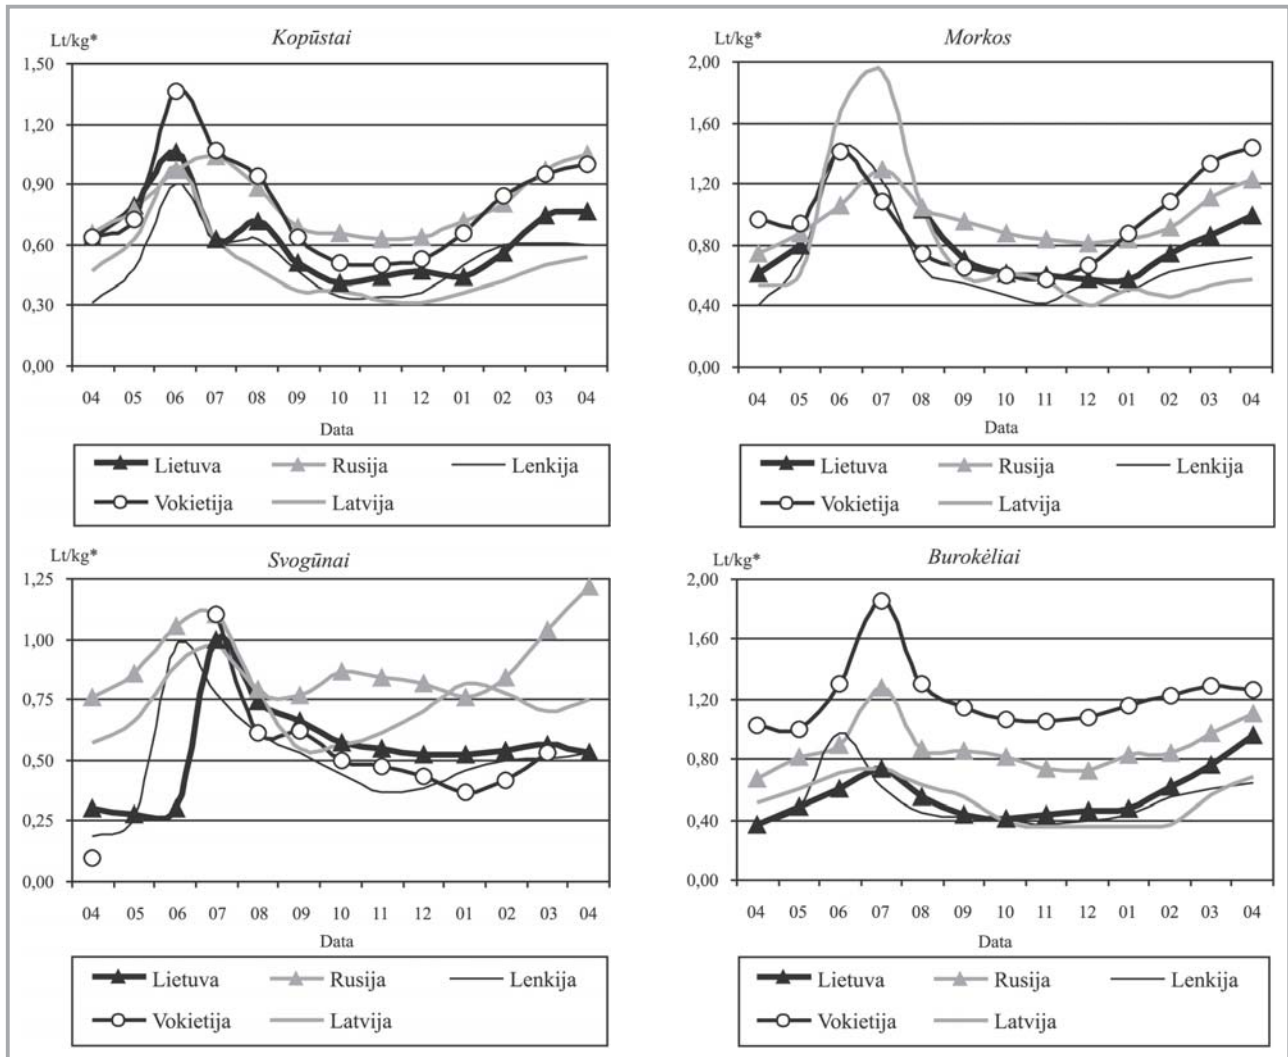 Lt/kg*
Kopūstai
1,50
1,20
0,90
0,60
0,30
0,00
04 05 06 07 08 09 10 11 12 01 02 03 04
Data
Lietuva Rusija Lenkija
Vokietija Latvija
Lt/kg*
Morkos
2,00
1,60
1,20
0,80
0,40
0,00
04 05 06 07 08 09 10 11 12 01 02 03 04
Data
Lietuva Rusija Lenkija
Vokietija Latvija
Lt/kg*
Svogūnai
1,25
1,00
0,75
0,50
0,25
0,00
04 05 06 07 08 09 10 11 12 01 02 03 04
Data
Lietuva Rusija Lenkija
Vokietija Latvija
Lt/kg*
Burokėliai
2,00
1,60
1,20
0,80
0,40
0,00
04 05 06 07 08 09 10 11 12 01 02 03 04
Data
Lietuva Rusija Lenkija
Vokietija Latvija